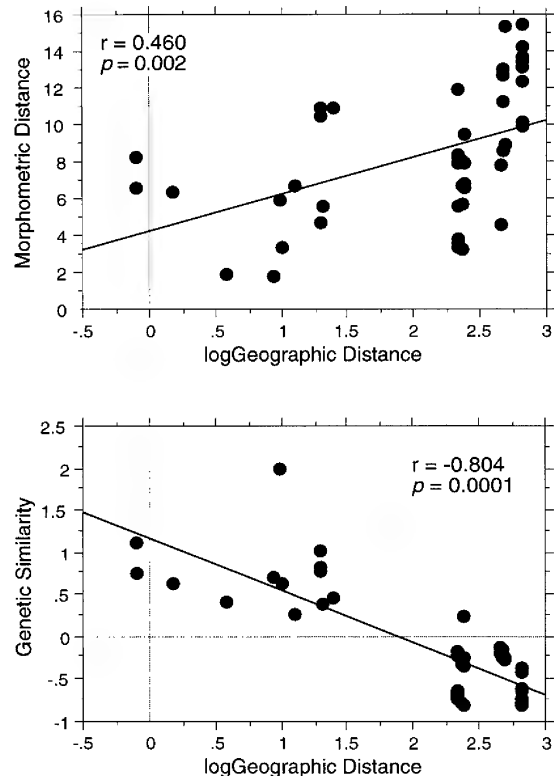 16
14
12
10
8
6
4
2
0
Morphometric Distance
r = 0.460
p = 0.002
-.5 0 .5 1 1.5 2 2.5 3
logGeographic Distance
2.5
2
1.5
1
.5
0
-.5
-1
Genetic Similarity
r = -0.804
p = 0.0001
-.5 0 .5 1 1.5 2 2.5 3
logGeographic Distance